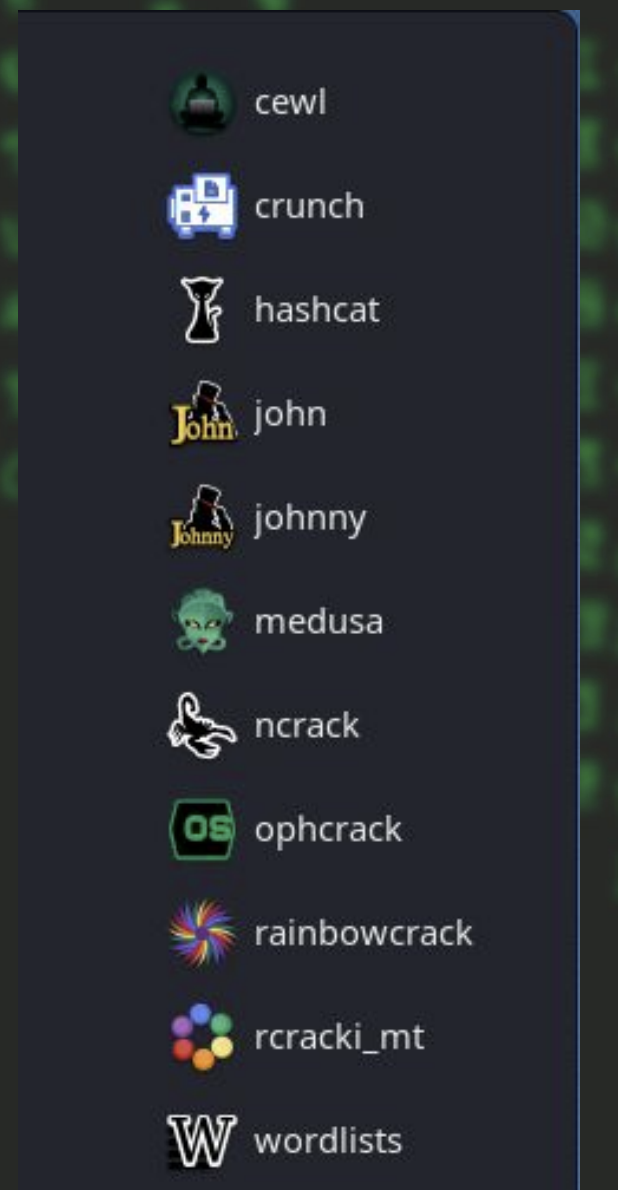 cewl
crunch
hashcat
John john
Johnny johnny
medusa
ncrack
OS ophcrack
rainbowcrack
rcracki_mt
W wordlists